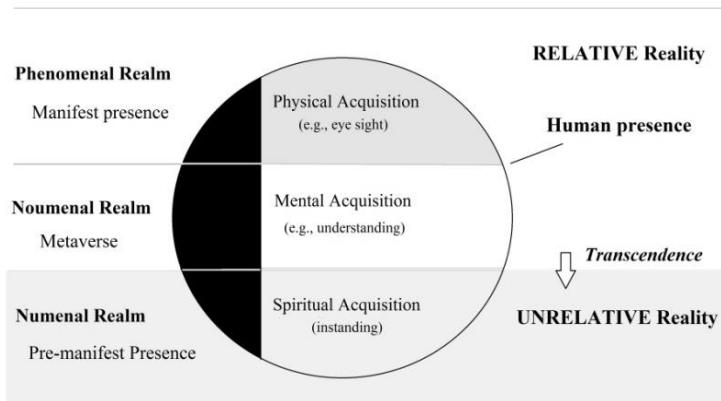 Phenomenal Realm
Manifest presence
Noumenal Realm
Metaverse
Numenal Realm
Pre-manifest Presence
Physical Acquisition
(e.g., eye sight)
Mental Acquisition
(e.g., understanding)
Spiritual Acquisition
(instanding)
RELATIVE Reality
Human presence
Transcendence
UNRELATIVE Reality